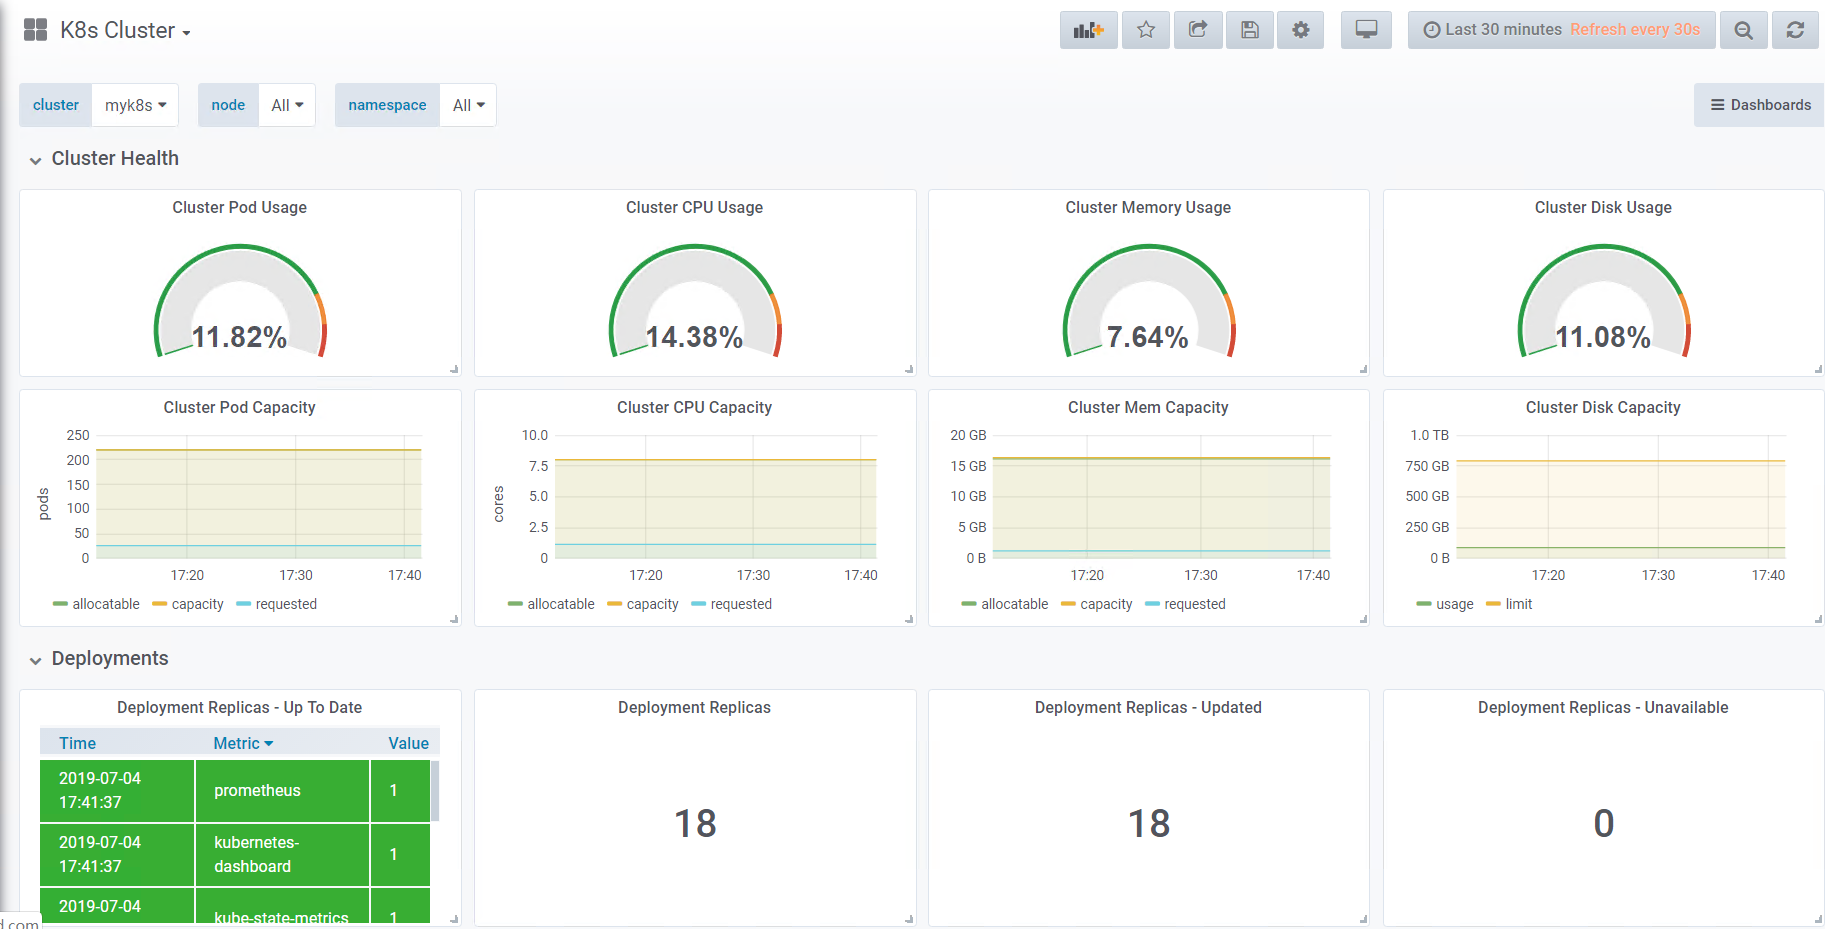 K8s Cluster
Last 30 minutes Refresh every 30s
cluster myk8s node All namespace All Dashboards
Cluster Health
Cluster Pod Usage
11.82%
Cluster CPU Usage
14.38%
Cluster Memory Usage
7.64%
Cluster Disk Usage
11.08%
Cluster Pod Capacity
250
200
150
100
50
0
pods
17:20 17:30 17:40
allocatable capacity requested
Cluster CPU Capacity
10.0
7.5
5.0
2.5
0
cores
17:20 17:30 17:40
allocatable capacity requested
Cluster Mem Capacity
20 GB
15 GB
10 GB
5 GB
0 B
17:20 17:30 17:40
allocatable capacity requested
Cluster Disk Capacity
1.0 TB
750 GB
500 GB
250 GB
0 B
17:20 17:30 17:40
usage limit
Deployments
Deployment Replicas - Up To Date
Time Metric Value
2019-07-04
17:41:37
prometheus
1
2019-07-04
17:41:37
kubernetes-
dashboard
1
2019-07-04
kube-state-metrics
1
Deployment Replicas
18
Deployment Replicas - Updated
18
Deployment Replicas - Unavailable
0
d.com